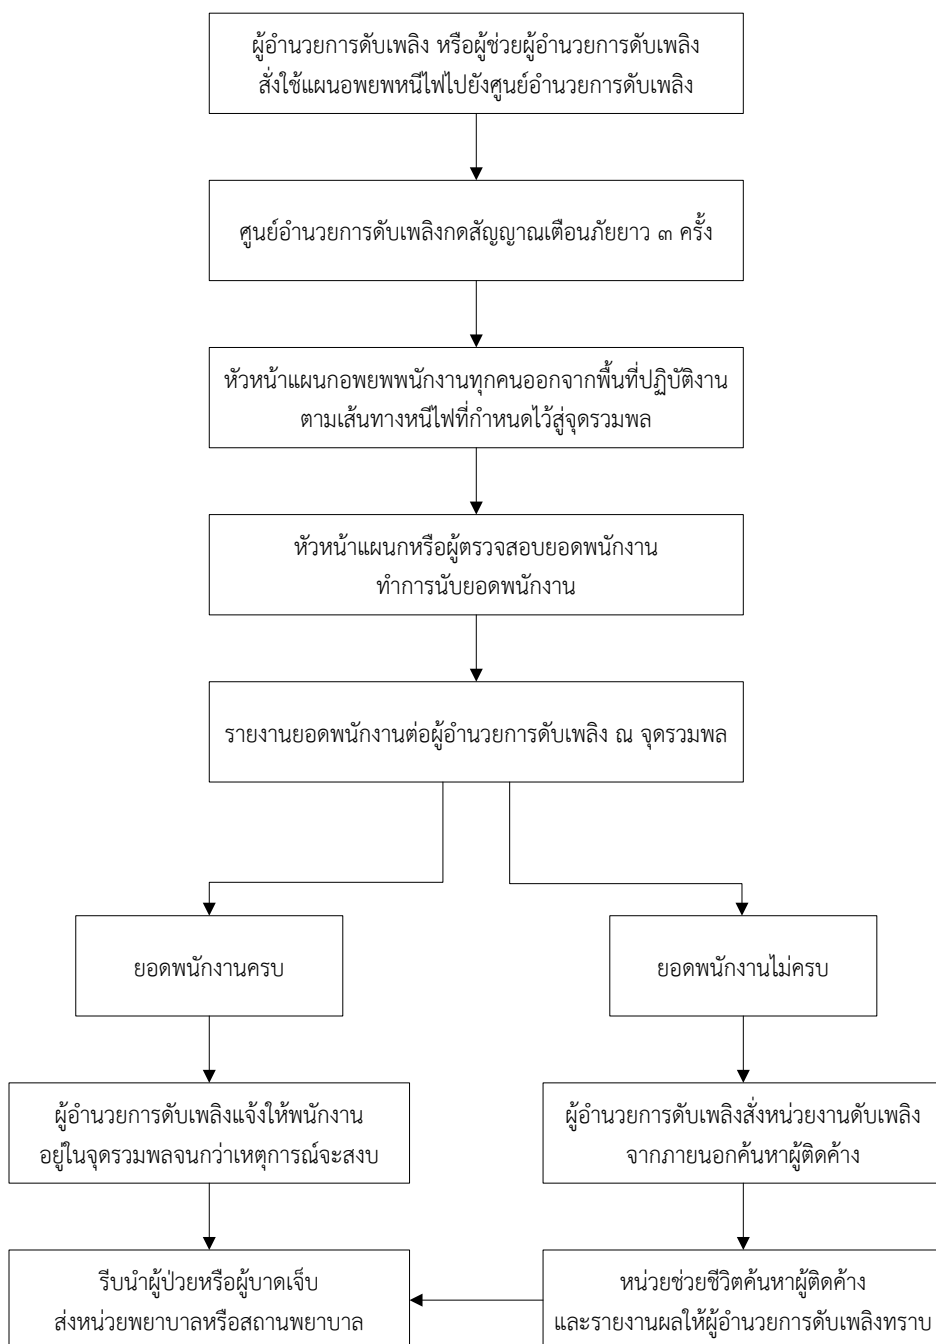 ผู้อำนวยการดับเพลิง หรือผู้ช่วยผู้อำนวยการดับเพลิง
สั่งใช้แผนอพยพหนีไฟไปยังศูนย์อำนวยการดับเพลิง
ศูนย์อำนวยการดับเพลิงกดสัญญาณเตือนภัยยาว ๓ ครั้ง
หัวหน้าแผนกอพยพพนักงานทุกคนออกจากพื้นที่ปฏิบัติงาน
ตามเส้นทางหนีไฟที่กำหนดไว้สู่จุดรวมพล
หัวหน้าแผนกหรือผู้ตรวจสอบยอดพนักงาน
ทำการนับยอดพนักงาน
รายงานยอดพนักงานต่อผู้อำนวยการดับเพลิง ณ จุดรวมพล
ยอดพนักงานครบ
ยอดพนักงานไม่ครบ
ผู้อำนวยการดับเพลิงแจ้งให้พนักงาน
อยู่ในจุดรวมพลจนกว่าเหตุการณ์จะสงบ
ผู้อำนวยการดับเพลิงสั่งหน่วยงานดับเพลิง
จากภายนอกค้นหาผู้ติดค้าง
รีบนำผู้ป่วยหรือผู้บาดเจ็บ
ส่งหน่วยพยาบาลหรือสถานพยาบาล
หน่วยช่วยชีวิตค้นหาผู้ติดค้าง
และรายงานผลให้ผู้อำนวยการดับเพลิงทราบ